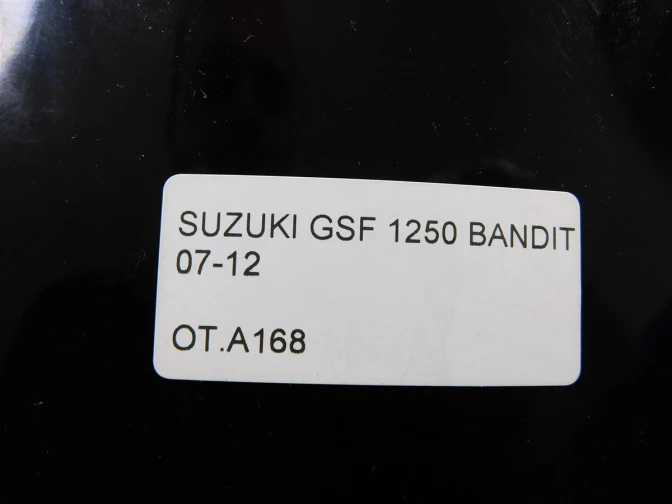 SUZUKI GSF 1250 BANDIT
07-12
OT.A168